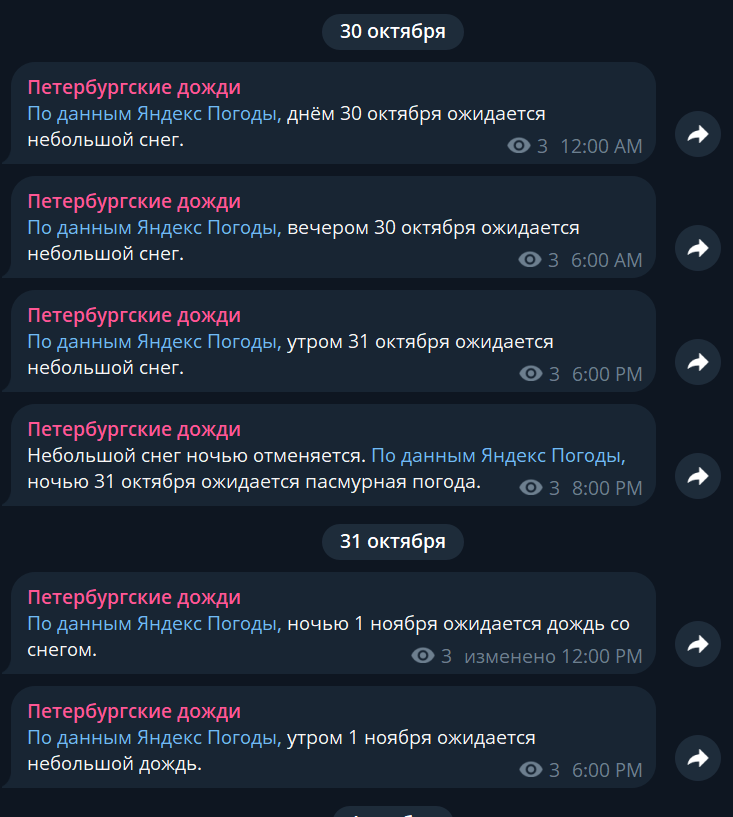 30 октября
Петербургские дожди
По данным Яндекс Погоды, днём 30 октября ожидается
небольшой снег.
3 12:00 AM
Петербургские дожди
По данным Яндекс Погоды, вечером 30 октября ожидается
небольшой снег.
3 6:00 AM
Петербургские дожди
По данным Яндекс Погоды, утром 31 октября ожидается
небольшой снег.
3 6:00 PM
Петербургские дожди
Небольшой снег ночью отменяется. По данным Яндекс Погоды,
ночью 31 октября ожидается пасмурная погода.
3 8:00 PM
31 октября
Петербургские дожди
По данным Яндекс Погоды, ночью 1 ноября ожидается дождь со
снегом.
3 изменено 12:00 PM
Петербургские дожди
По данным Яндекс Погоды, утром 1 ноября ожидается
небольшой дождь.
3 6:00 PM